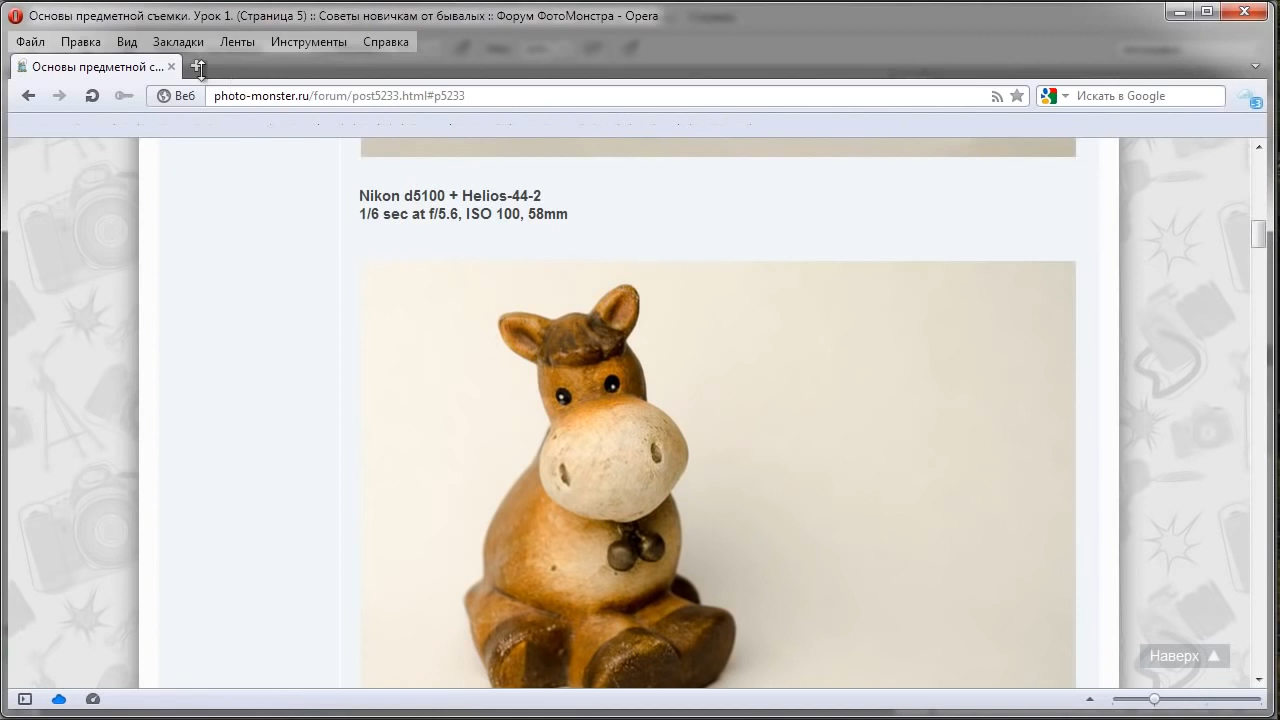 Основы предметной съемки. Урок 1. (Страница 5) :: Советы новичкам от бывалых :: Форум ФотоМонстра - Opera
Файл Правка Вид Закладки Ленты Инструменты Справка
Основы предметной с...
Веб photo-monster.ru/forum/post5233.html#p5233 Искать в Google
3
Nikon d5100 + Helios-44-2
1/6 sec at f/5.6, ISO 100, 58mm
Наверх